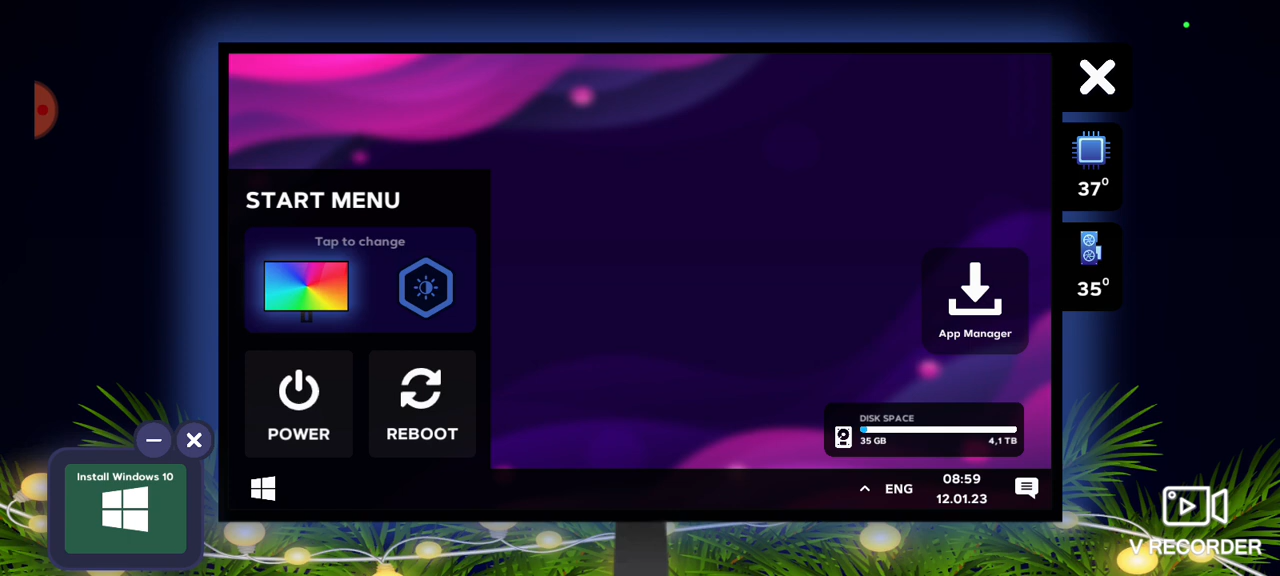 START MENU
Tap to change
POWER
REBOOT
37°
35°
App Manager
DISK SPACE
35 GB
4,1 TB
ENG
08:59
12.01.23
Install Windows 10
V RECORDER